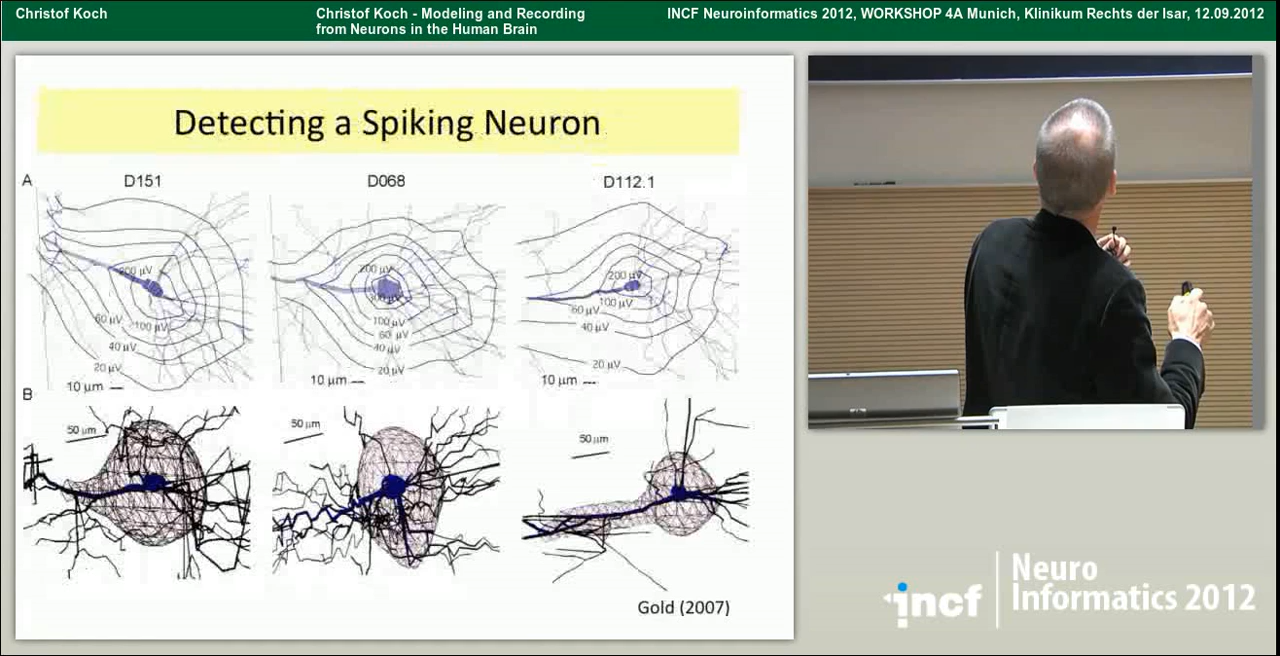 Christof Koch
Christof Koch - Modeling and Recording
from Neurons in the Human Brain
INCF Neuroinformatics 2012, WORKSHOP 4A Munich, Klinikum Rechts der Isar, 12.09.2012
Detecting a Spiking Neuron
A
D151
D068
D112.1
200 µV
60 µV
100 µV
40 µV
20 µV
10 µm
200 µV
300 µV
100 µV
60 µV
40 µV
20 µV
10 µm
200 µV
100 µV
60 µV
40 µV
20 µV
10 µm
B
50 µm
50 µm
50 µm
Gold (2007)
incf
Neuro
Informatics 2012